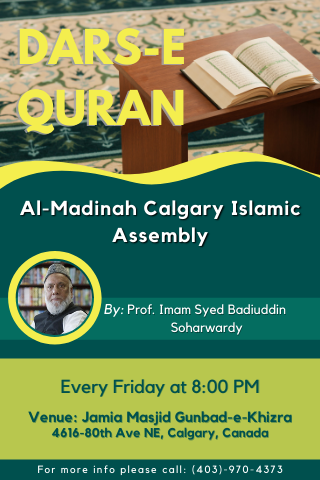 DARS-E
QURAN
Al-Madinah Calgary Islamic
Assembly
By: Prof. Imam Syed Badiuddin
Soharwardy
Every Friday at 8:00 PM
Venue: Jamia Masjid Gunbad-e-Khizra
4616-80th Ave NE, Calgary, Canada
For more info please call: (403)-970-4373